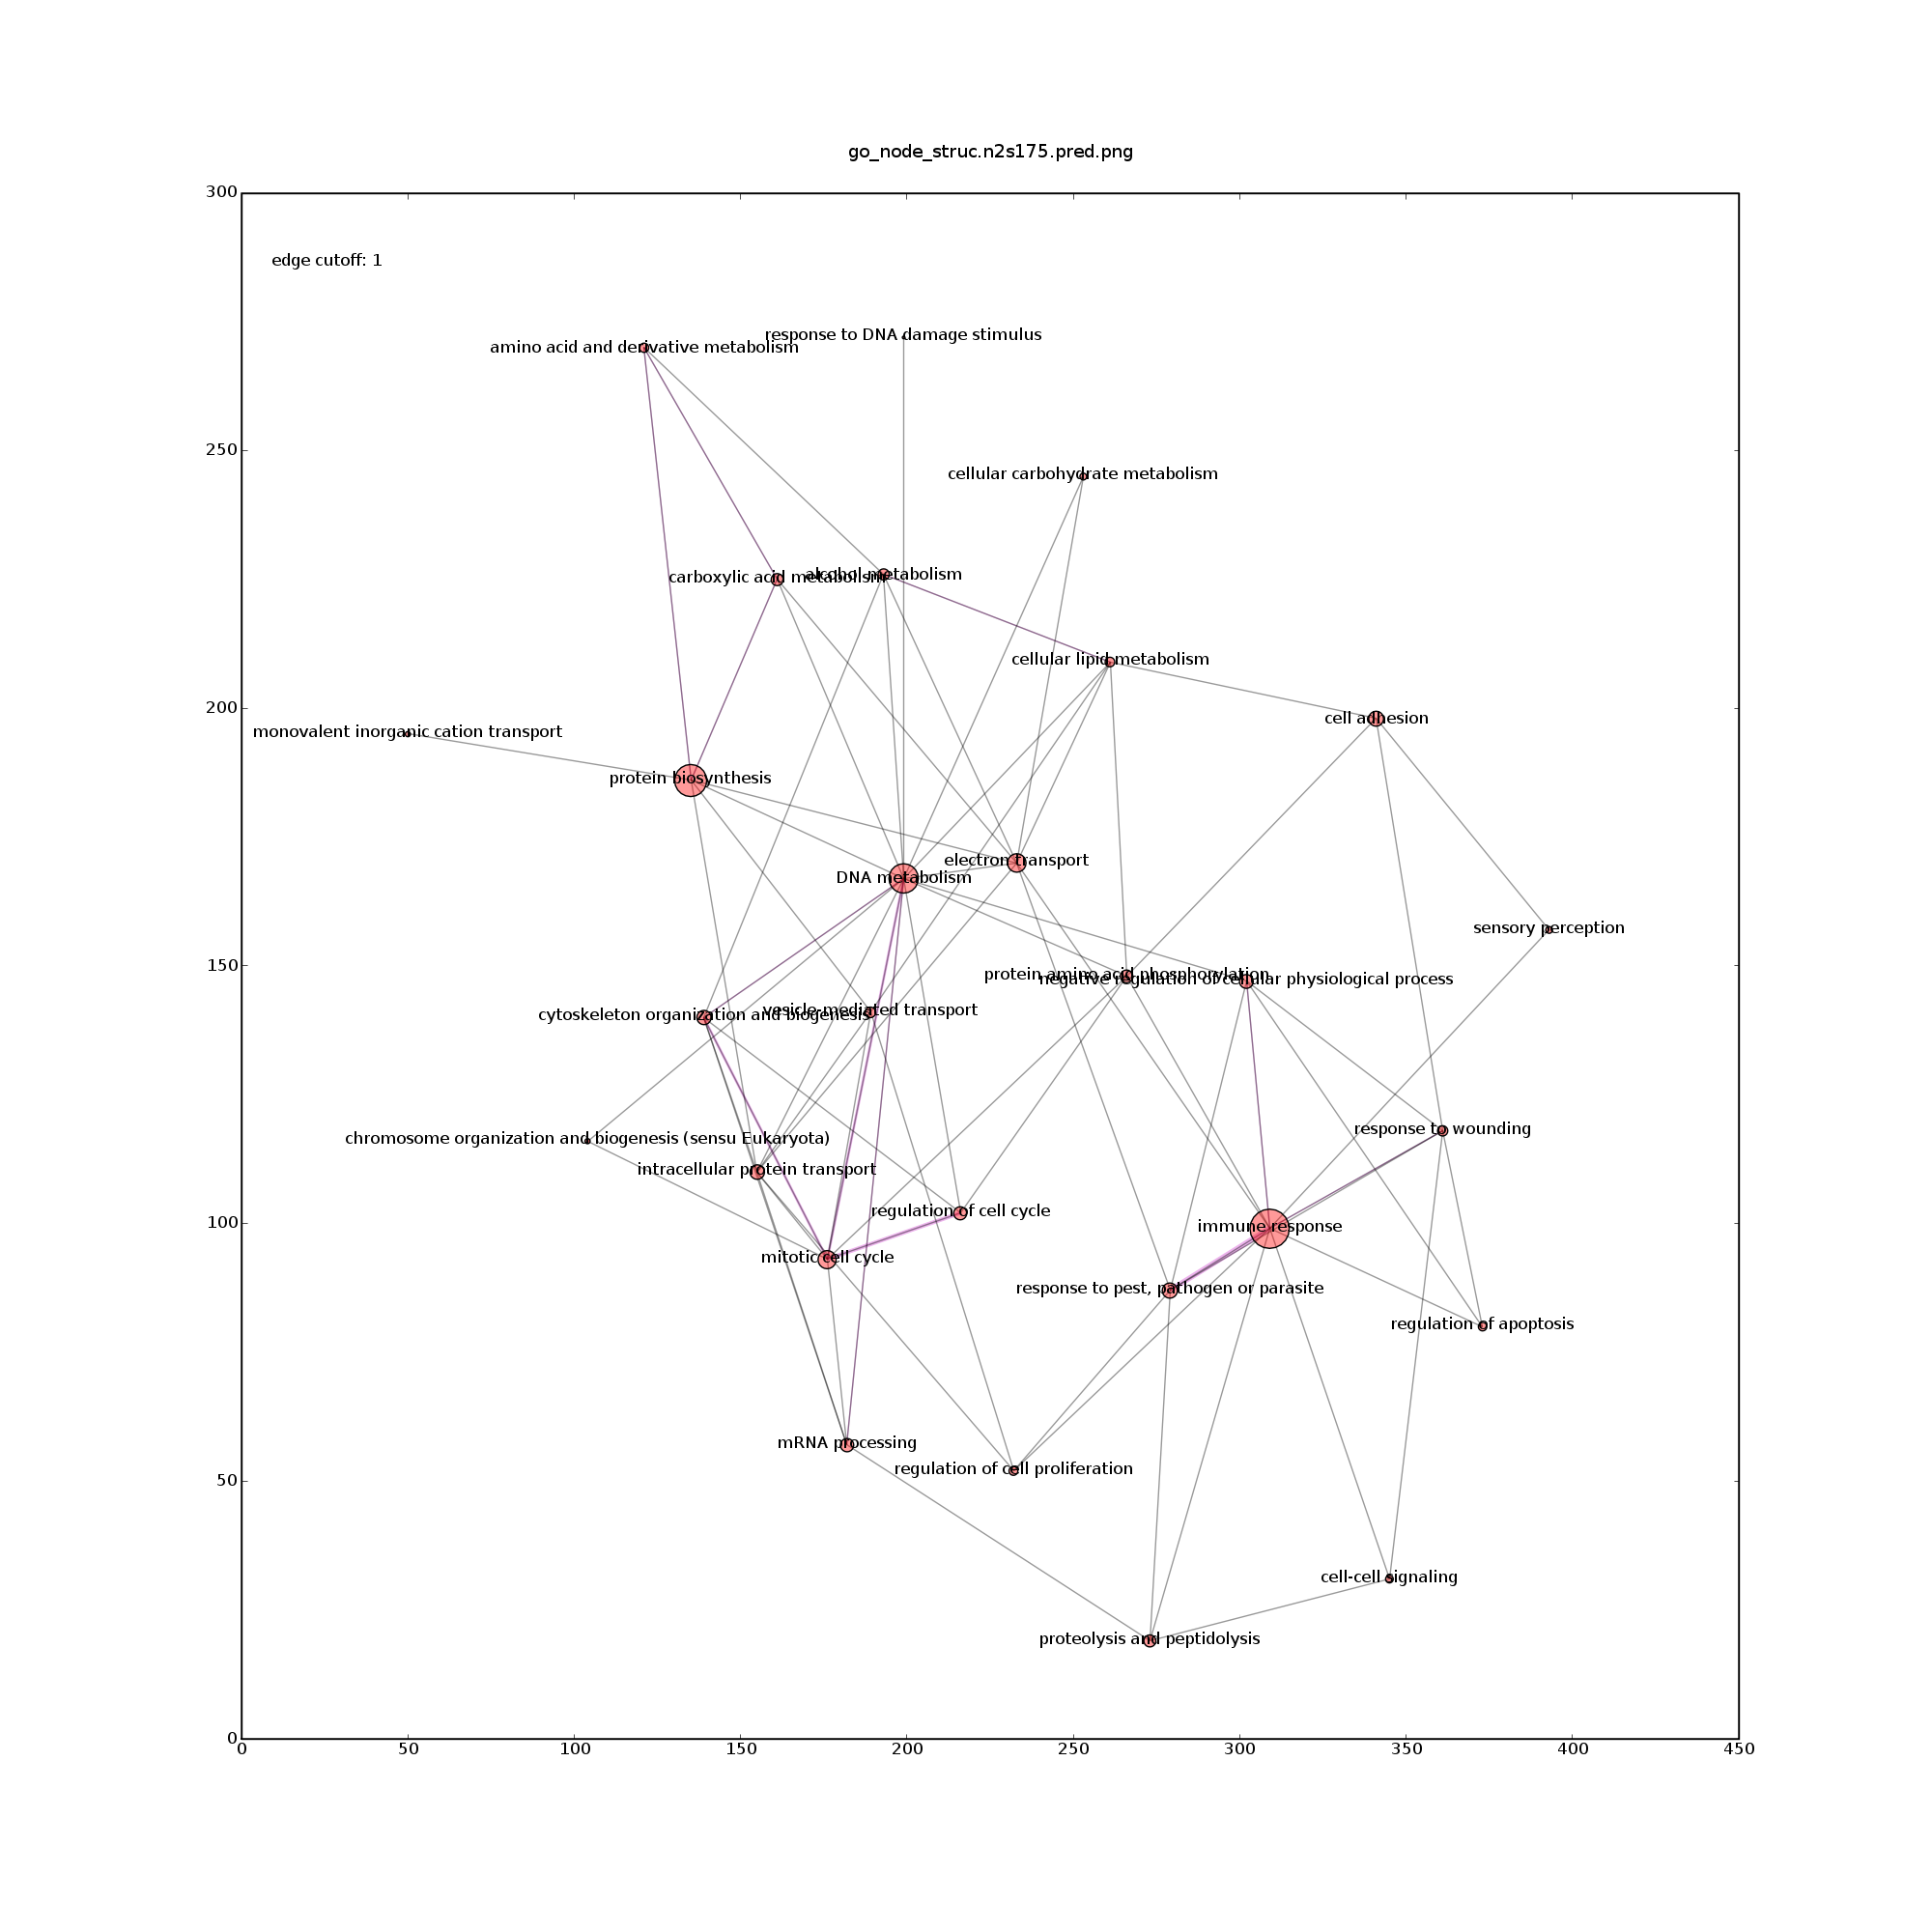 go_node_struc.n2s175.pred.png
300
edge cutoff: 1
response to DNA damage stimulus
amino acid and derivative metabolism
cellular carbohydrate metabolism
250
carboxylic acid metabolism
alcohol metabolism
cellular lipid metabolism
200
cell adhesion
monovalent inorganic cation transport
protein biosynthesis
electron transport
DNA metabolism
sensory perception
150
protein amino acid phosphorylation
negative regulation of cellular physiological process
vesicle-mediated transport
cytoskeleton organization and biogenesis
response to wounding
chromosome organization and biogenesis (sensu Eukaryota)
intracellular protein transport
regulation of cell cycle
100
immune response
mitotic cell cycle
response to pest, pathogen or parasite
regulation of apoptosis
mRNA processing
regulation of cell proliferation
50
cell-cell signaling
proteolysis and peptidolysis
0
0 50 100 150 200 250 300 350 400 450